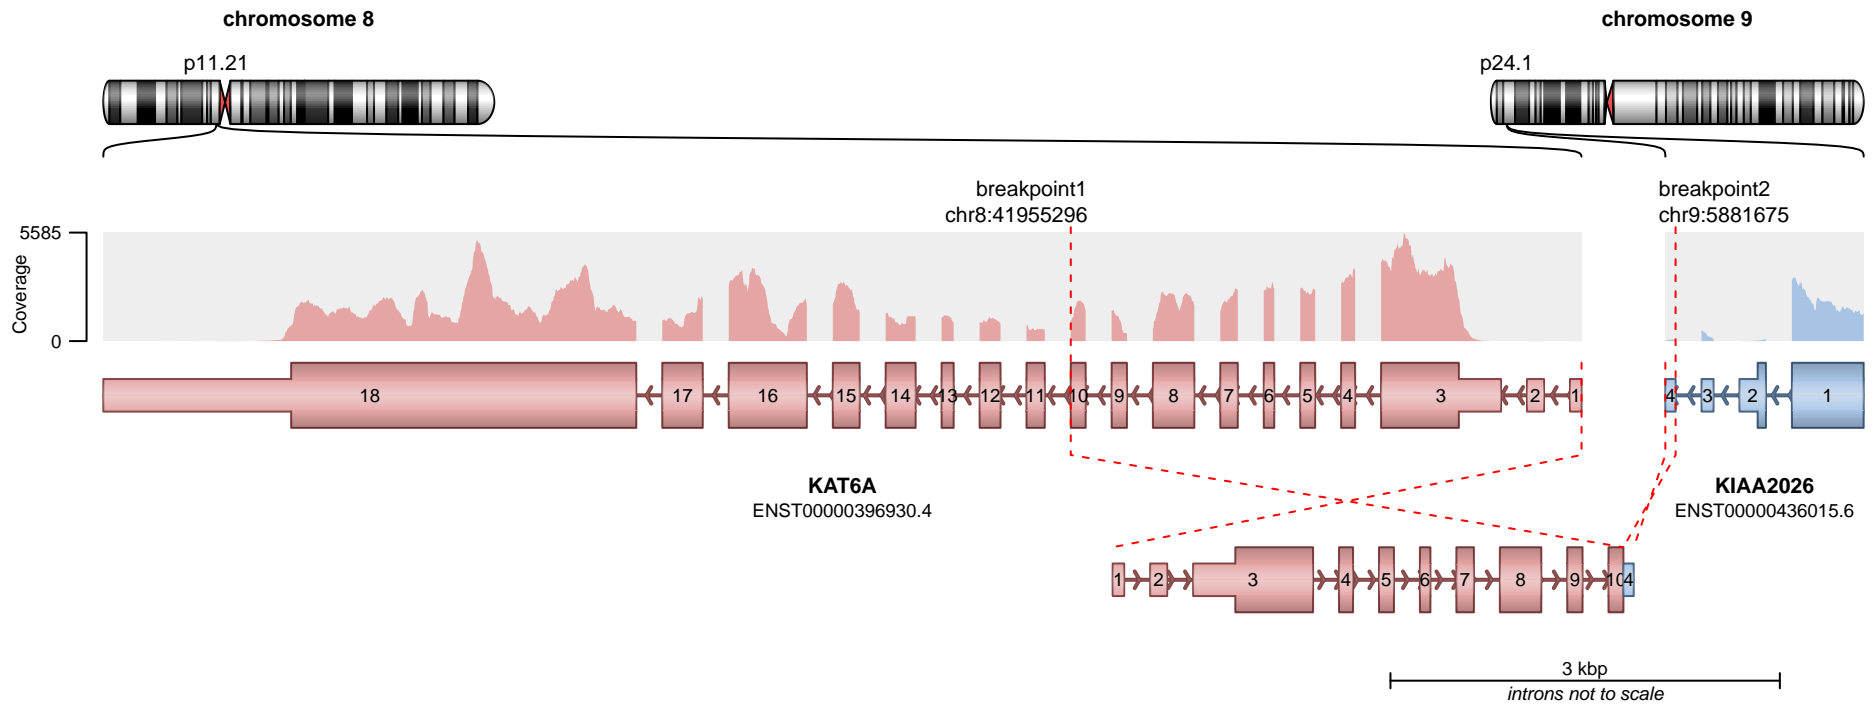 chromosome 8
chromosome 9
p11.21
p24.1
breakpoint1
chr8:41955296
breakpoint2
chr9:5881675
5585
Coverage
0
18 17 16 15 14 13 12 11 10 9 8 7 6 5 4 3 2 1
4 3 2 1
KAT6A
ENST00000396930.4
KIAA2026
ENST00000436015.6
1 2 3 4 5 6 7 8 9 10 4
3 kbp
introns not to scale